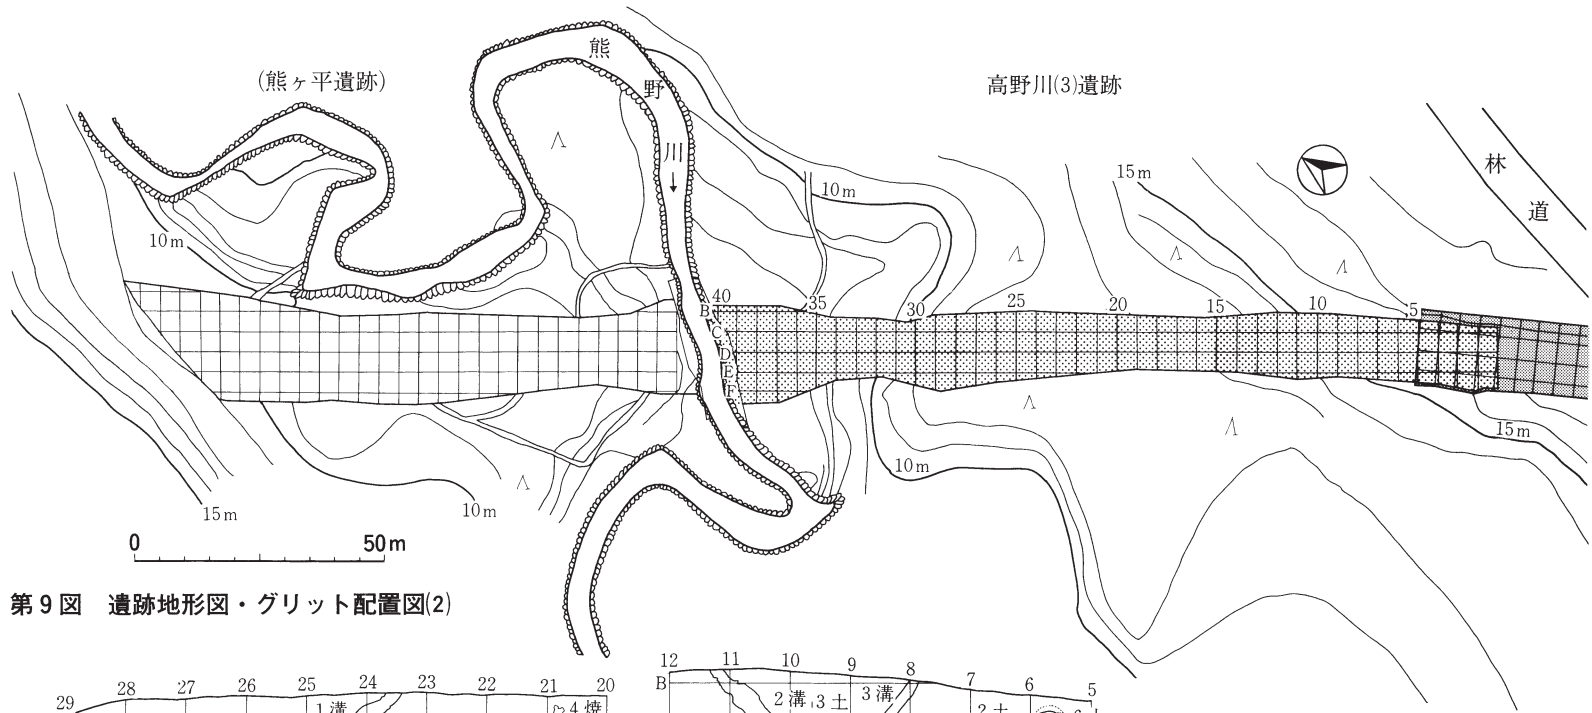 (熊ヶ平遺跡)
熊野川
高野川(3)遺跡
林道
15m
10m
10m
40 35 30 25 20 15 10 5
B
C
D
E
F
15m
10m
10m
15m
0 50m
第9図 遺跡地形図・グリット配置図(2)
12 11 10 9 8 7 6 5
29 28 27 26 25 24 23 22 21 20
B
1溝
4焼
2溝
3土
3溝
2土